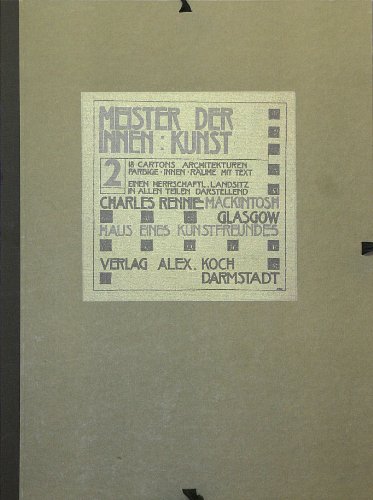 MEISTER DER
INNEN : KUNST
2
18 CARTONS ARCHITEKTUREN
FARBIGE · INNEN · RÄUME MIT TEXT
EINEN HERRSCHAFTL. LANDSITZ
IN ALLEN TEILEN DARSTELLEND
CHARLES RENNIE-MACKINTOSH
GLASGOW
HAUS EINES KUNSTFREUNDES
VERLAG ALEX. KOCH
DARMSTADT